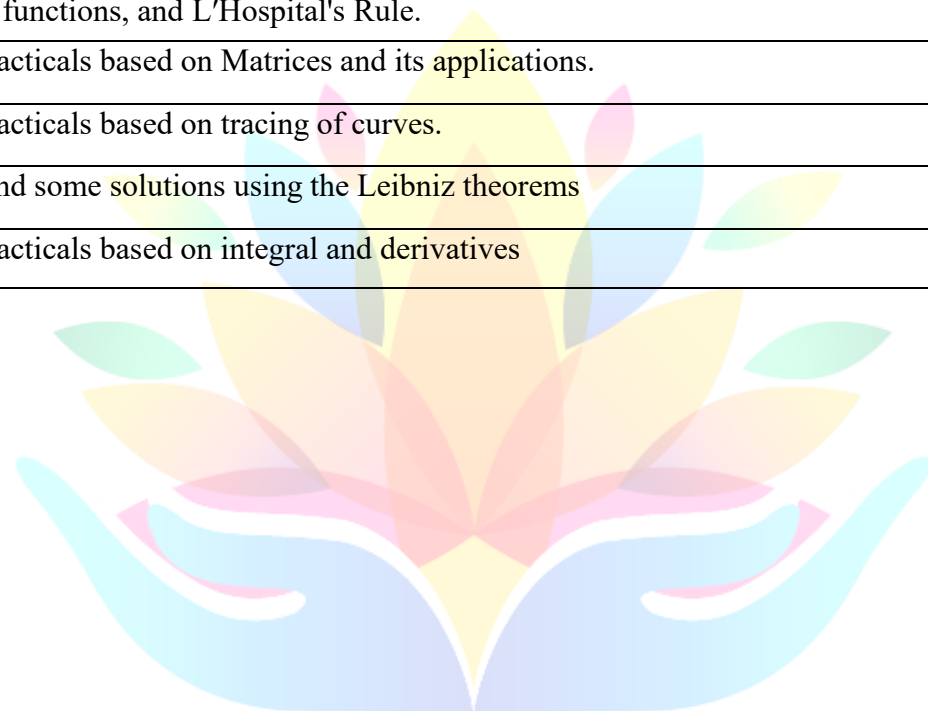 functions, and L'Hospital's Rule.
acticals based on Matrices and its applications.
acticals based on tracing of curves.
nd some solutions using the Leibniz theorems
acticals based on integral and derivatives